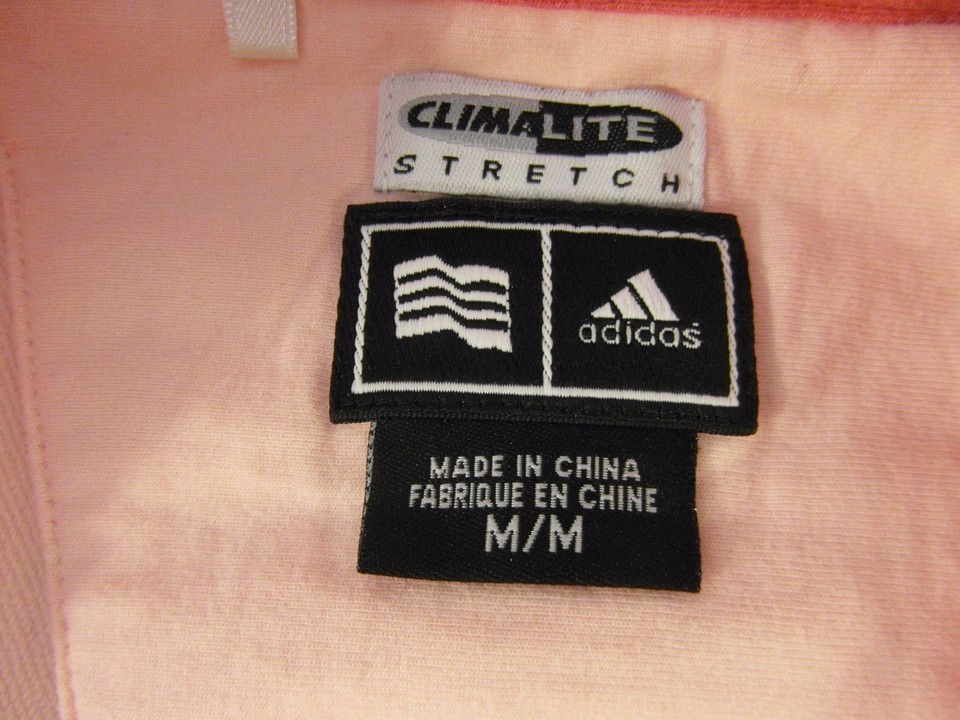 CLIMALITE
STRETCH
adidas
MADE IN CHINA
FABRIQUE EN CHINE
M/M